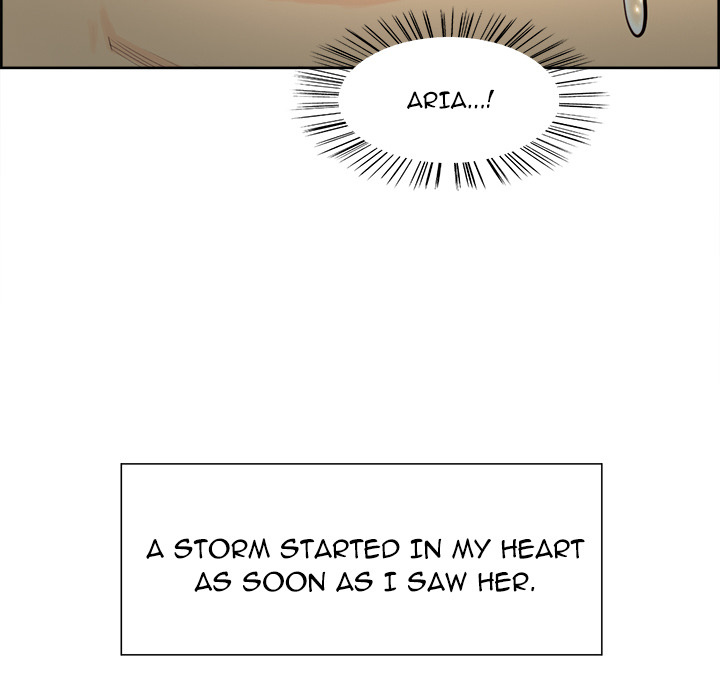 ARIA...!
A STORM STARTED IN MY HEART
AS SOON AS I SAW HER.